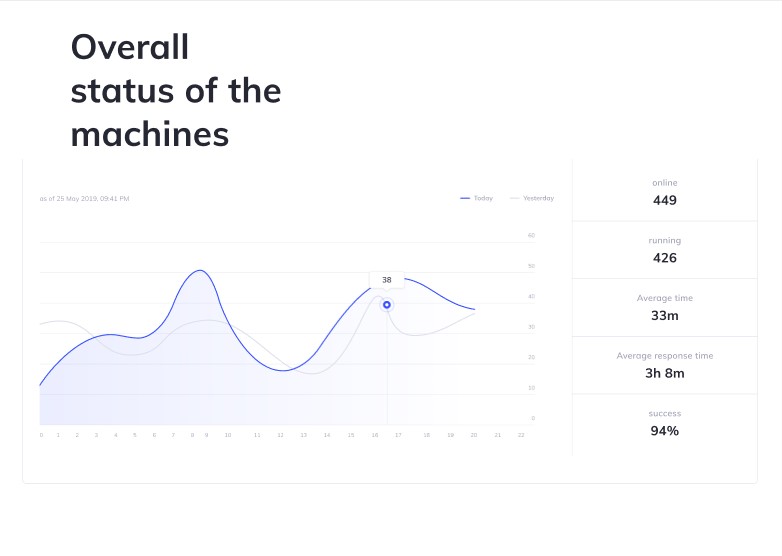 Overall
status of the
machines
as of 25 May 2019, 09:41 PM
Today
Yesterday
60
50
40
30
20
10
0
38
0 1 2 3 4 5 6 7 8 9 10 11 12 13 14 15 16 17 18 19 20 21 22
online
449
running
426
Average time
33m
Average response time
3h 8m
success
94%